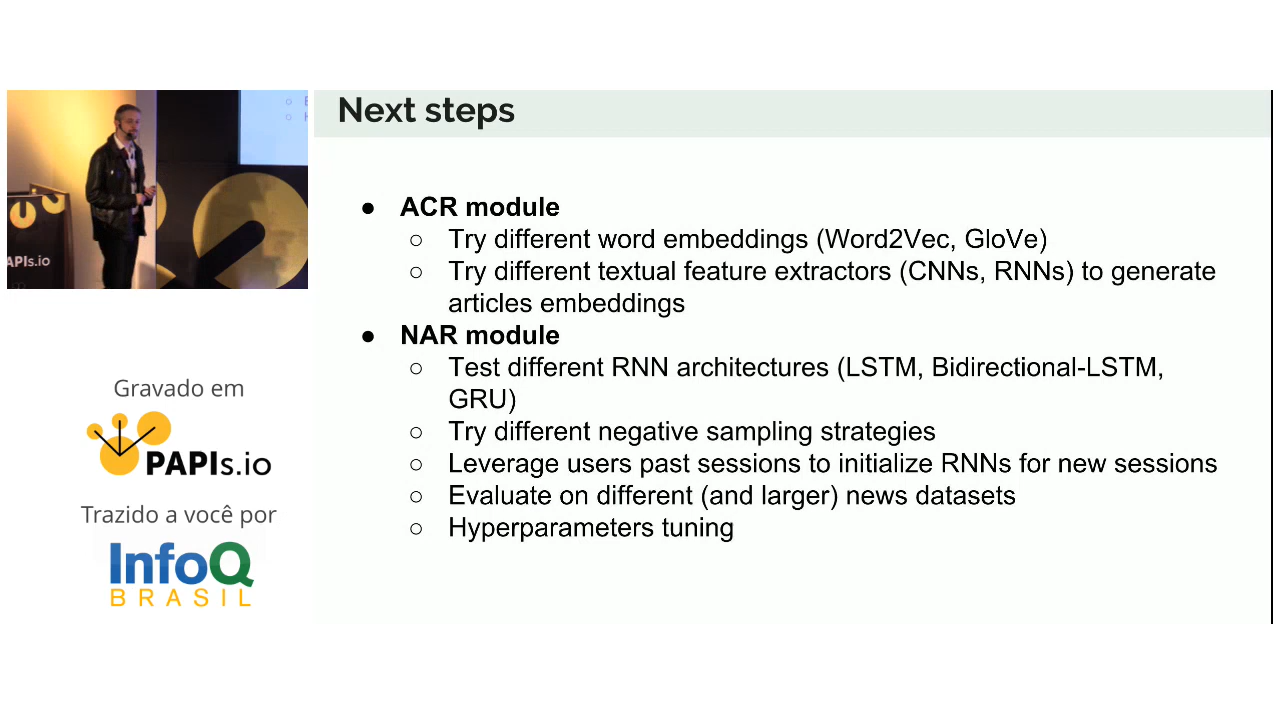 Next steps
● ACR module
○ Try different word embeddings (Word2Vec, GloVe)
○ Try different textual feature extractors (CNNs, RNNs) to generate
articles embeddings
● NAR module
○ Test different RNN architectures (LSTM, Bidirectional-LSTM,
GRU)
○ Try different negative sampling strategies
○ Leverage users past sessions to initialize RNNs for new sessions
○ Evaluate on different (and larger) news datasets
○ Hyperparameters tuning
APIs.io
Gravado em
PAPIs.io
Trazido a você por
InfoQ
BRASIL